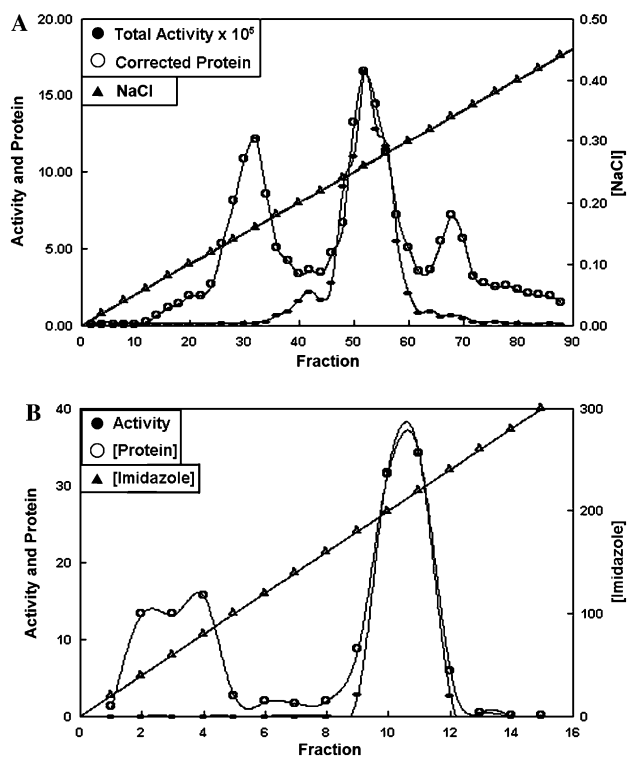 A
20.00
15.00
10.00
5.00
0.00
Activity and Protein
Total Activity x 10⁵
Corrected Protein
NaCl
0.50
0.40
0.30
0.20
0.10
0.00
[NaCl]
0 10 20 30 40 50 60 70 80 90
Fraction
B
40
30
20
10
0
Activity and Protein
Activity
[Protein]
[Imidazole]
300
200
100
0
[Imidazole]
0 2 4 6 8 10 12 14 16
Fraction